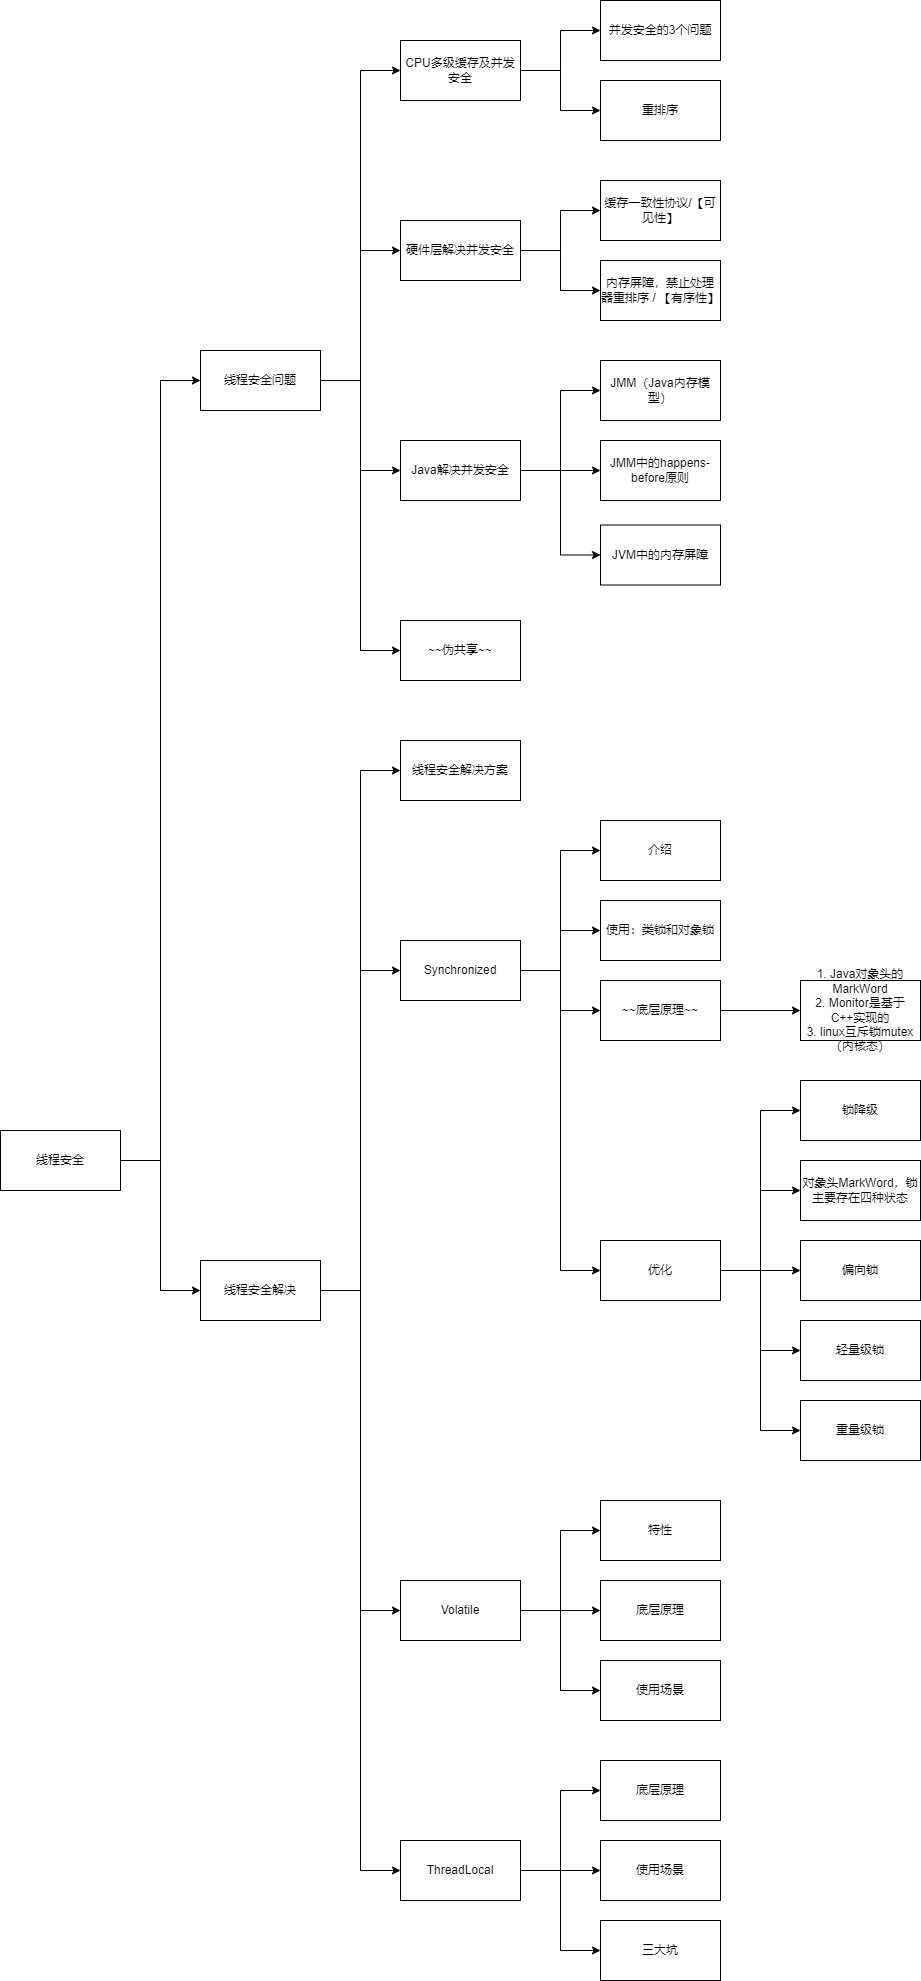 并发安全的3个问题
CPU多级缓存及并发
安全
重排序
缓存一致性协议/【可
见性】
硬件层解决并发安全
内存屏障，禁止处理
器重排序 / 【有序性】
线程安全问题
JMM（Java内存模
型）
Java解决并发安全
JMM中的happens-
before原则
JVM中的内存屏障
~~伪共享~~
线程安全解决方案
介绍
使用：类锁和对象锁
Synchronized
~~底层原理~~
1. Java对象头的
MarkWord
2. Monitor是基于
C++实现的
3. linux互斥锁mutex
（内核态）
锁降级
线程安全
对象头MarkWord，锁
主要存在四种状态
线程安全解决
优化
偏向锁
轻量级锁
重量级锁
特性
Volatile
底层原理
使用场景
底层原理
ThreadLocal
使用场景
三大坑